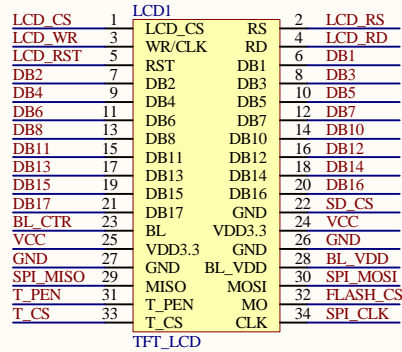 LCD1
LCD_CS 1 LCD_CS RS 2 LCD_RS
LCD_WR 3 WR/CLK RD 4 LCD_RD
LCD_RST 5 RST DB1 6 DB1
DB2 7 DB2 DB3 8 DB3
DB4 9 DB4 DB5 10 DB5
DB6 11 DB6 DB7 12 DB7
DB8 13 DB8 DB10 14 DB10
DB11 15 DB11 DB12 16 DB12
DB13 17 DB13 DB14 18 DB14
DB15 19 DB15 DB16 20 DB16
DB17 21 DB17 GND 22 SD_CS
BL_CTR 23 BL VDD3.3 24 VCC
VCC 25 VDD3.3 GND 26 GND
GND 27 GND BL_VDD 28 BL_VDD
SPI_MISO 29 MISO MOSI 30 SPI_MOSI
T_PEN 31 T_PEN MO 32 FLASH_CS
T_CS 33 T_CS CLK 34 SPI_CLK
TFT_LCD